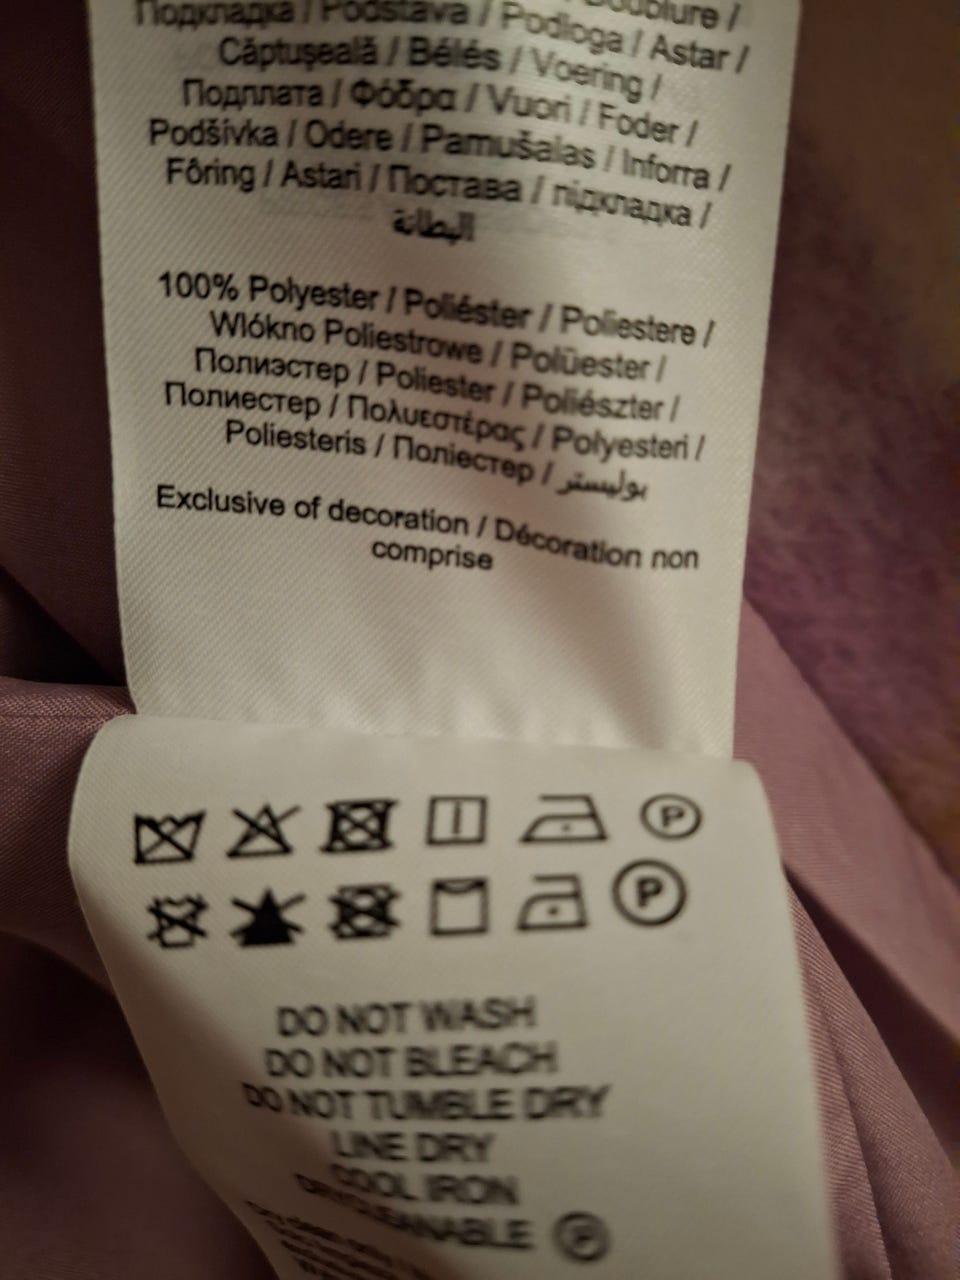 Подкладка / Podstava / Podloga / Astar /
Căptuşeală / Bélés / Voering /
Подплата / Φόδρα / Vuori / Foder /
Podšívka / Odere / Pamušalas / Inforra /
Fôring / Astari / Постава / підкладка /
البطانة
100% Polyester / Poliéster / Poliestere /
Wlókno Poliestrowe / Polüester /
Полиэстер / Poliester / Poliészter /
Полиестер / Πολυεστέρας / Polyesteri /
Poliesteris / Поліестер / بوليستر
Exclusive of decoration / Décoration non
comprise
P
P
DO NOT WASH
DO NOT BLEACH
DO NOT TUMBLE DRY
LINE DRY
COOL IRON
DRYCLEANABLE P